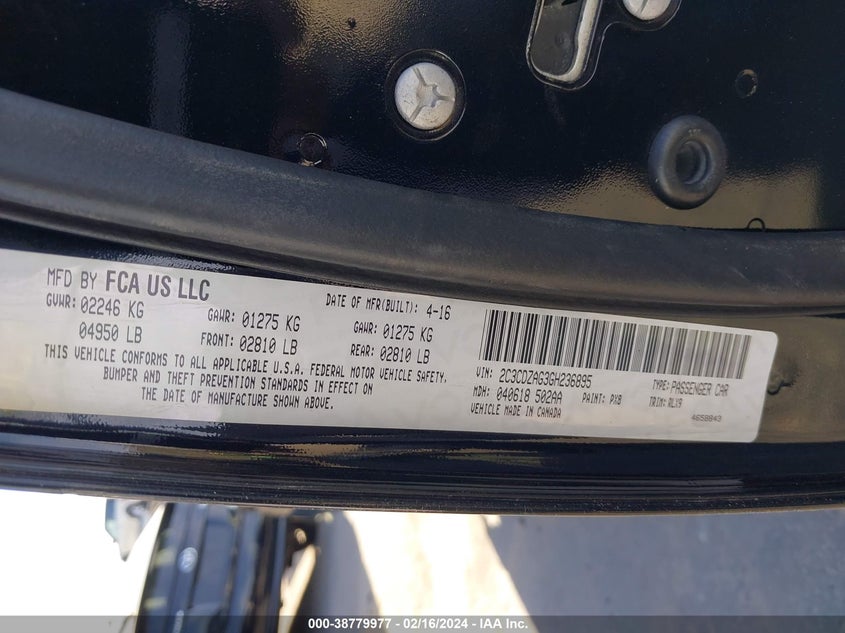 MFD BY FCA US LLC
DATE OF MFR(BUILT): 4-16
GVWR: 02246 KG GAWR: 01275 KG GAWR: 01275 KG
04950 LB FRONT: 02810 LB REAR: 02810 LB
THIS VEHICLE CONFORMS TO ALL APPLICABLE U.S.A. FEDERAL MOTOR VEHICLE SAFETY,
BUMPER AND THEFT PREVENTION STANDARDS IN EFFECT ON
THE DATE OF MANUFACTURE SHOWN ABOVE.
VIN: 2C3CDZAG3GH236895 TYPE: PASSENGER CAR
MDH: 040618 502AA PAINT: PX8 TRIM: RLX9
VEHICLE MADE IN CANADA 4658843
000-38779977 - 02/16/2024 - IAA Inc.